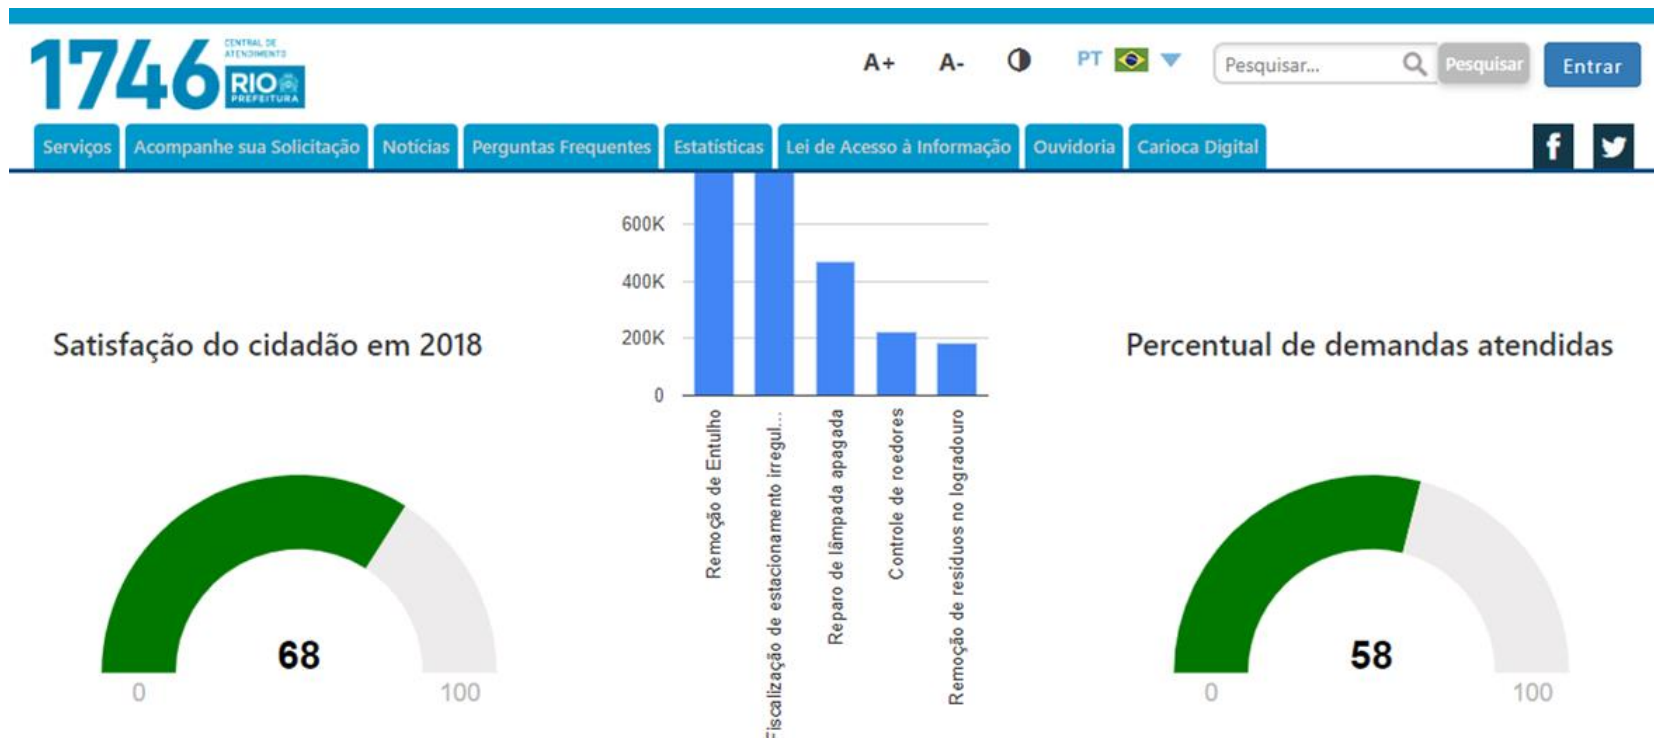 1746
CENTRAL DE
ATENDIMENTO
RIO
PREFEITURA
A+ A- PT
Pesquisar...
Pesquisar
Entrar
Serviços
Acompanhe sua Solicitação
Notícias
Perguntas Frequentes
Estatísticas
Lei de Acesso à Informação
Ouvidoria
Carioca Digital
Satisfação do cidadão em 2018
68
0
100
600K
400K
200K
0
Remoção de Entulho
Fiscalização de estacionamento irregul...
Reparo de lâmpada apagada
Controle de roedores
Remoção de resíduos no logradouro
Percentual de demandas atendidas
58
0
100